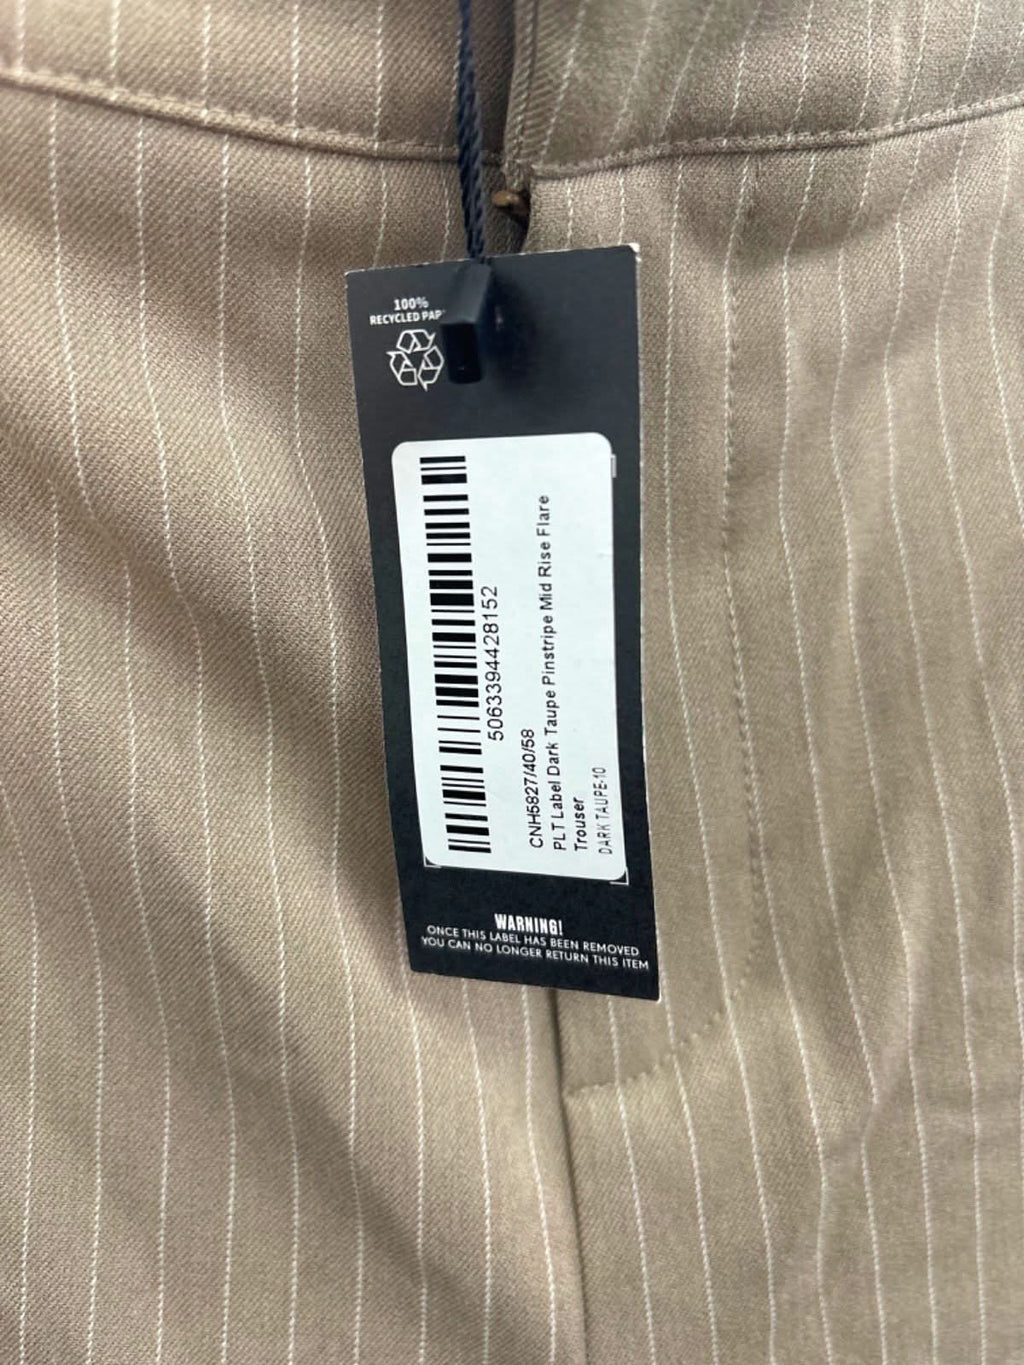 100%
RECYCLED
5063394428152
CNH5827/40/58
PLT Label Dark Taupe Pinstripe Mid Rise Flare
Trouser
DARK TAUPE-10
WARNING!
ONCE THIS LABEL HAS BEEN REMOVED
YOU CAN NO LONGER RETURN THIS ITEM